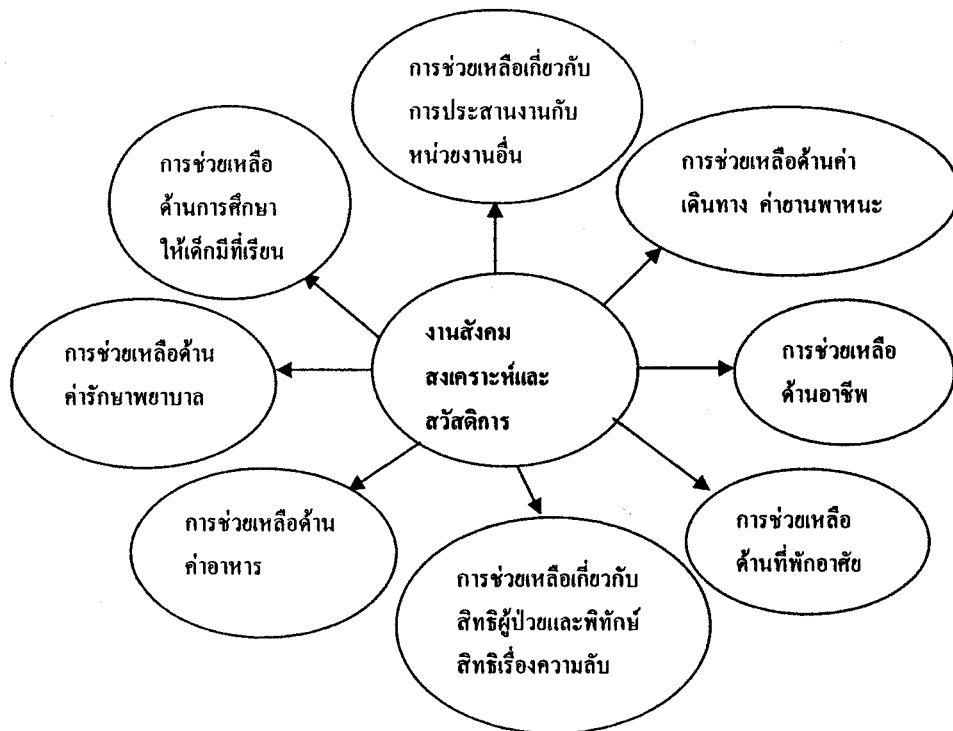 การช่วยเหลือเกี่ยวกับ
การประสานงานกับ
หน่วยงานอื่น
การช่วยเหลือ
ด้านการศึกษา
ให้เด็กมีที่เรียน
การช่วยเหลือด้านค่า
เดินทาง ค่ายานพาหนะ
งานสังคม
สงเคราะห์และ
สวัสดิการ
การช่วยเหลือด้าน
ค่ารักษาพยาบาล
การช่วยเหลือ
ด้านอาชีพ
การช่วยเหลือด้าน
ค่าอาหาร
การช่วยเหลือเกี่ยวกับ
สิทธิผู้ป่วยและพิทักษ์
สิทธิเรื่องความลับ
การช่วยเหลือ
ด้านที่พักอาศัย